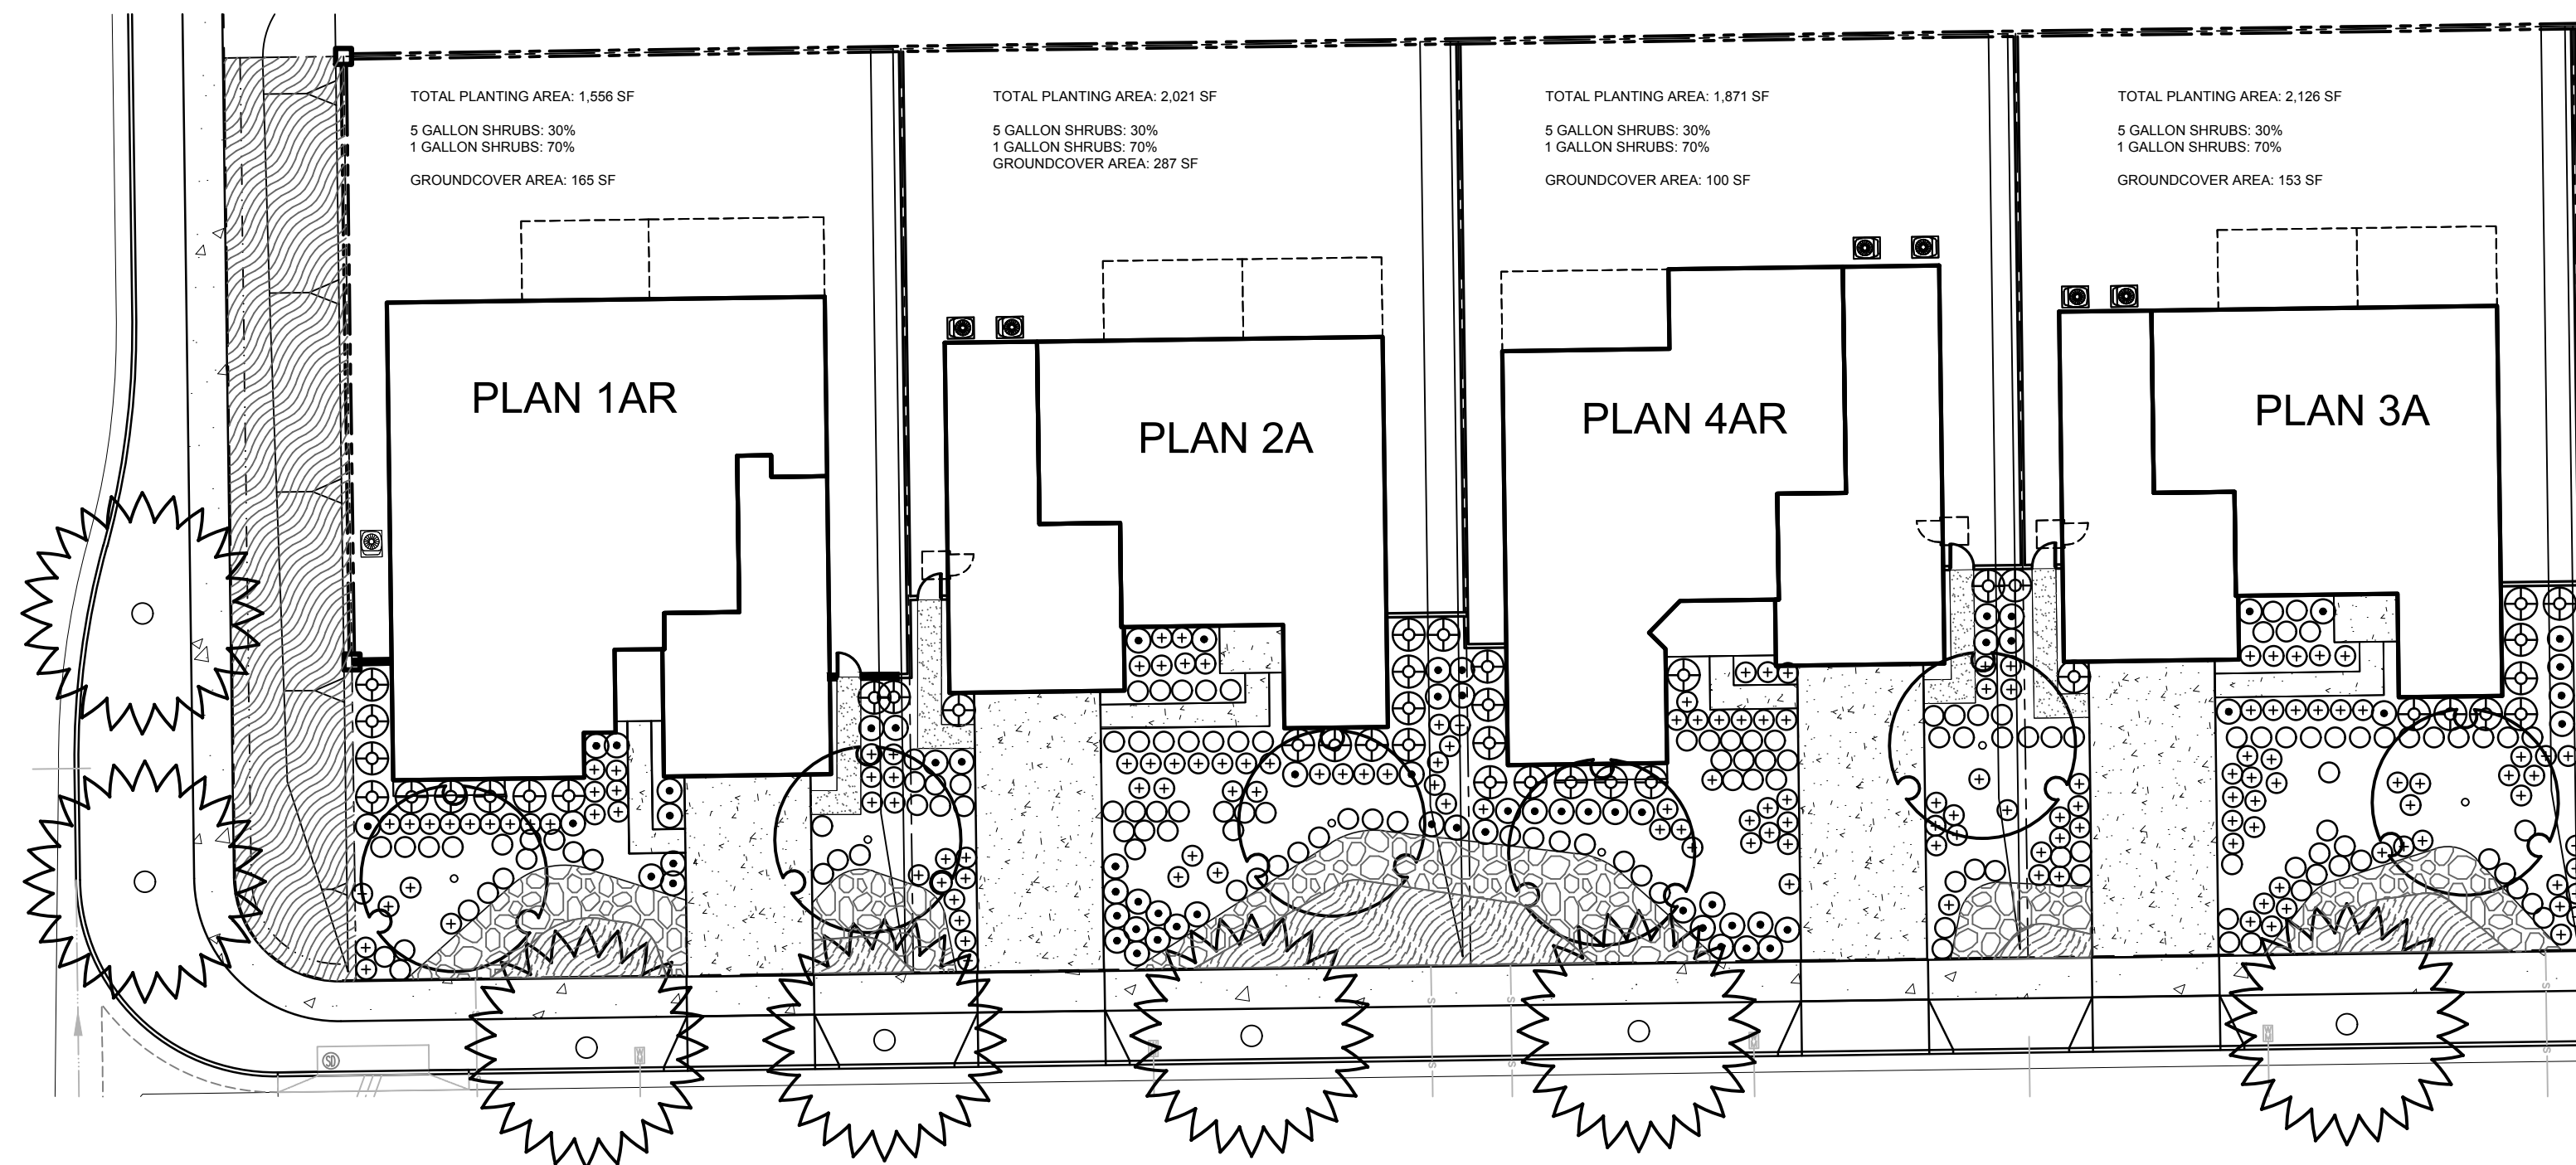 TOTAL PLANTING AREA: 1,556 SF
5 GALLON SHRUBS: 30%
1 GALLON SHRUBS: 70%
GROUNDCOVER AREA: 165 SF
TOTAL PLANTING AREA: 2,021 SF
5 GALLON SHRUBS: 30%
1 GALLON SHRUBS: 70%
GROUNDCOVER AREA: 287 SF
TOTAL PLANTING AREA: 1,871 SF
5 GALLON SHRUBS: 30%
1 GALLON SHRUBS: 70%
GROUNDCOVER AREA: 100 SF
TOTAL PLANTING AREA: 2,126 SF
5 GALLON SHRUBS: 30%
1 GALLON SHRUBS: 70%
GROUNDCOVER AREA: 153 SF
PLAN 1AR
PLAN 2A
PLAN 4AR
PLAN 3A
S
S
S
SD
S
S
S